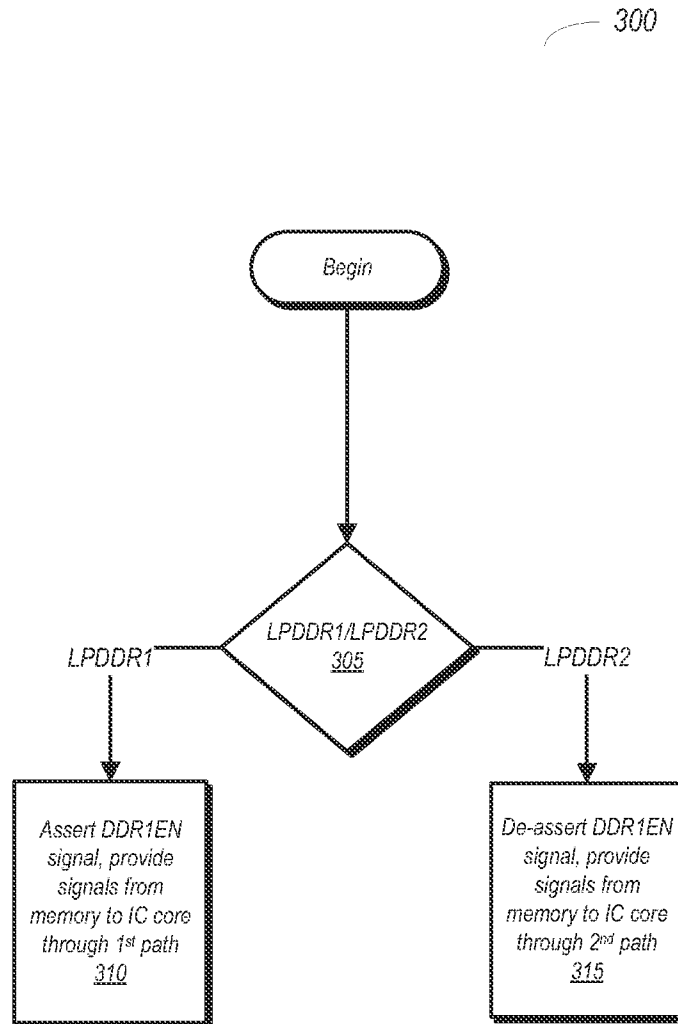 300
Begin
LPDDR1/LPDDR2
305
LPDDR1
LPDDR2
Assert DDR1EN
signal, provide
signals from
memory to IC core
through 1st path
310
De-assert DDR1EN
signal, provide
signals from
memory to IC core
through 2nd path
315